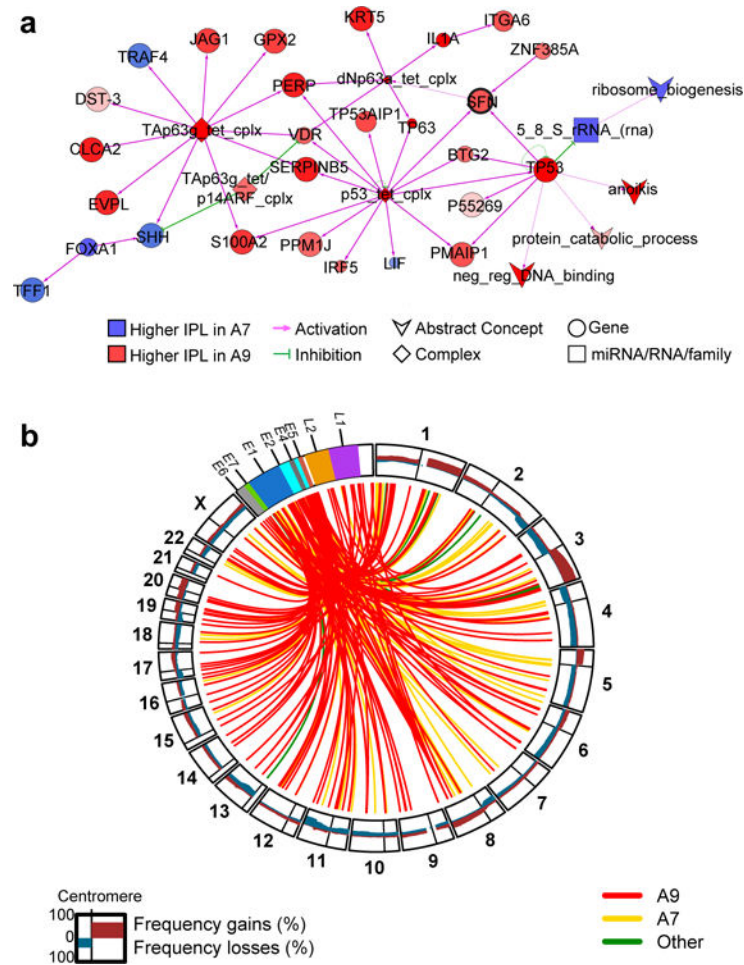 a
KRT5
ITGA6
JAG1
GPX2
IL1A
TRAF4
ZNF385A
dNp63a_tet_cplx
ribosome_biogenesis
DST-3
PERP
SFN
TP53AIP1
TAp63g_tet_cplx
VDR
TP63
5_8_S_rRNA_(rna)
CLCA2
SERPINB5
BTG2
TP53
TAp63g_tet/
p14ARF_cplx
p53_tet_cplx
anoikis
EVPL
P55269
FOXA1
SHH
S100A2
PPM1J
PMAIP1
protein_catabolic_process
IRF5
LIF
neg_reg_DNA_binding
TFF1
Higher IPL in A7
Activation
Abstract Concept
Gene
Higher IPL in A9
Inhibition
Complex
miRNA/RNA/family
b
E6
E7
E1
E2
E4
E5
L2
L1
1
2
3
4
5
6
7
8
9
10
11
12
13
14
15
16
17
18
19
20
21
22
X
Centromere
100
0
100
Frequency gains (%)
Frequency losses (%)
A9
A7
Other